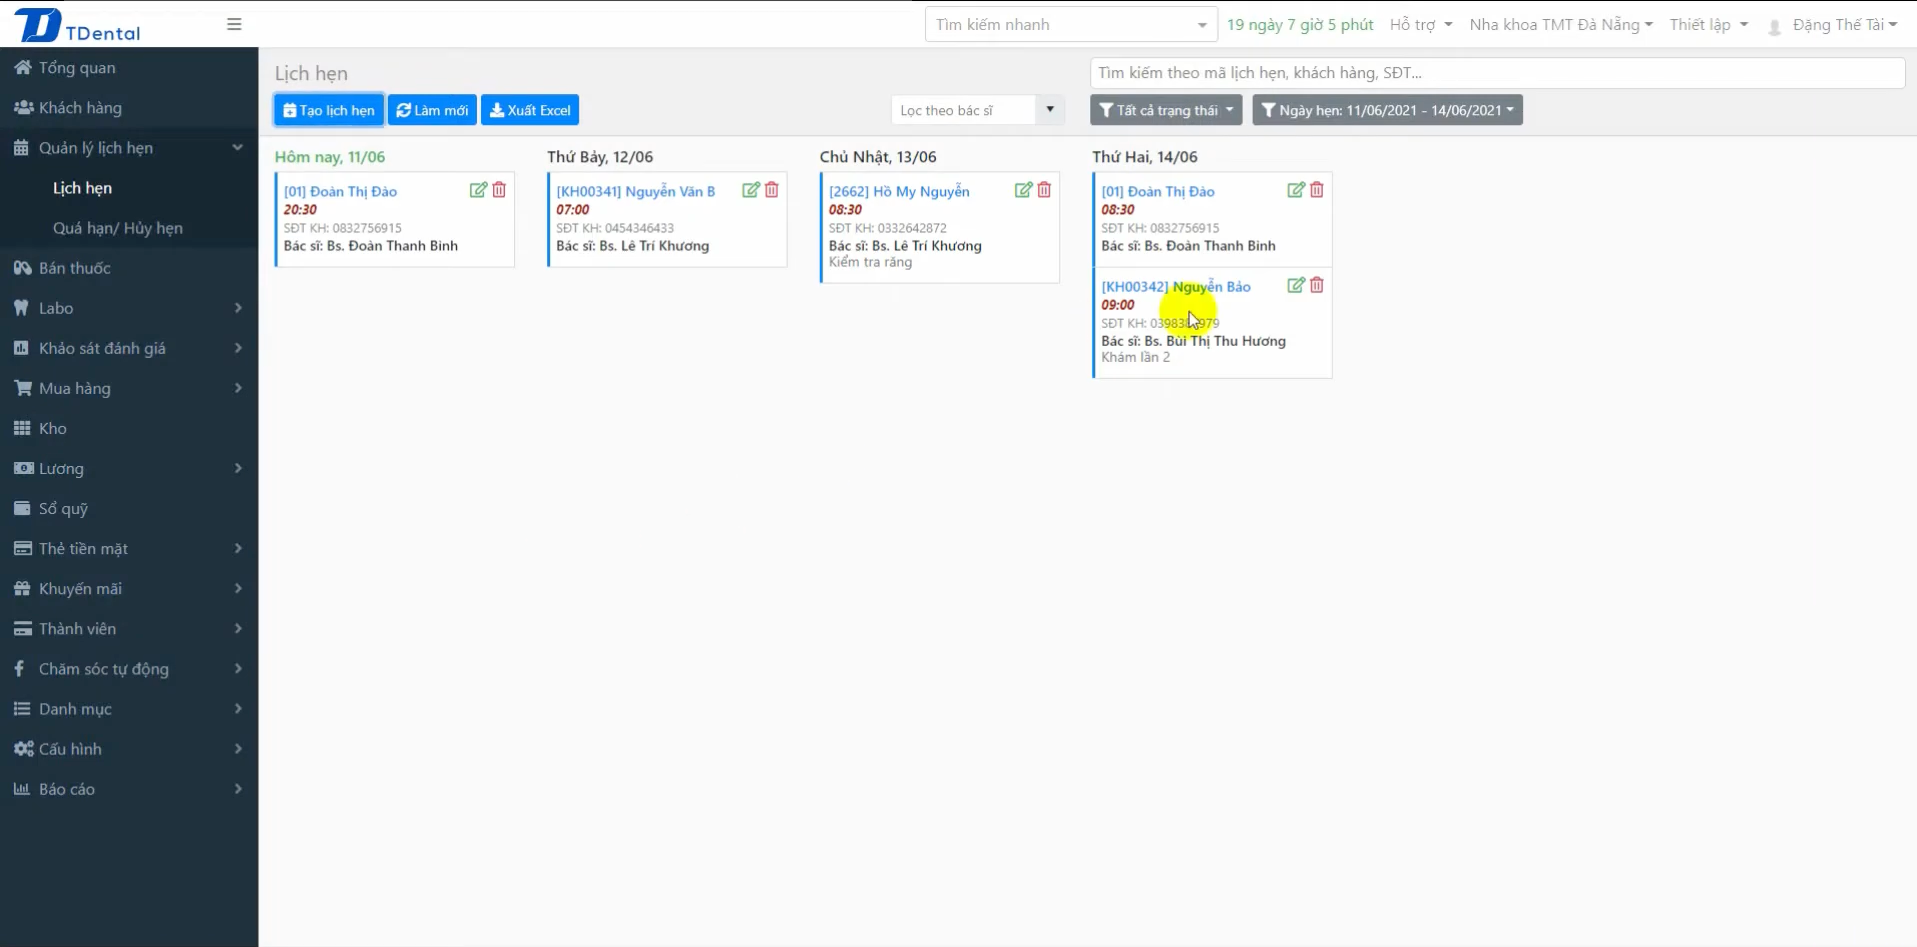 TDental
Tìm kiếm nhanh
19 ngày 7 giờ 5 phút
Hỗ trợ
Nha khoa TMT Đà Nẵng
Thiết lập
Đặng Thế Tài
Tổng quan
Khách hàng
Quản lý lịch hẹn
Lịch hẹn
Quá hạn/ Hủy hẹn
Bán thuốc
Labo
Khảo sát đánh giá
Mua hàng
Kho
Lương
Sổ quỹ
Thẻ tiền mặt
Khuyến mãi
Thành viên
Chăm sóc tự động
Danh mục
Cấu hình
Báo cáo
Lịch hẹn
Tìm kiếm theo mã lịch hẹn, khách hàng, SĐT...
Tạo lịch hẹn
Làm mới
Xuất Excel
Lọc theo bác sĩ
Tất cả trạng thái
Ngày hẹn: 11/06/2021 - 14/06/2021
Hôm nay, 11/06
[01] Đoàn Thị Đào
20:30
SĐT KH: 0832756915
Bác sĩ: Bs. Đoàn Thanh Bình
Thứ Bảy, 12/06
[KH00341] Nguyễn Văn B
07:00
SĐT KH: 0454346433
Bác sĩ: Bs. Lê Trí Khương
Chủ Nhật, 13/06
[2662] Hồ My Nguyễn
08:30
SĐT KH: 0332642872
Bác sĩ: Bs. Lê Trí Khương
Kiểm tra răng
Thứ Hai, 14/06
[01] Đoàn Thị Đào
08:30
SĐT KH: 0832756915
Bác sĩ: Bs. Đoàn Thanh Bình
[KH00342] Nguyễn Bảo
09:00
SĐT KH:
Bác sĩ: Bs. Bùi Thị Thu Hương
Khám lần 2